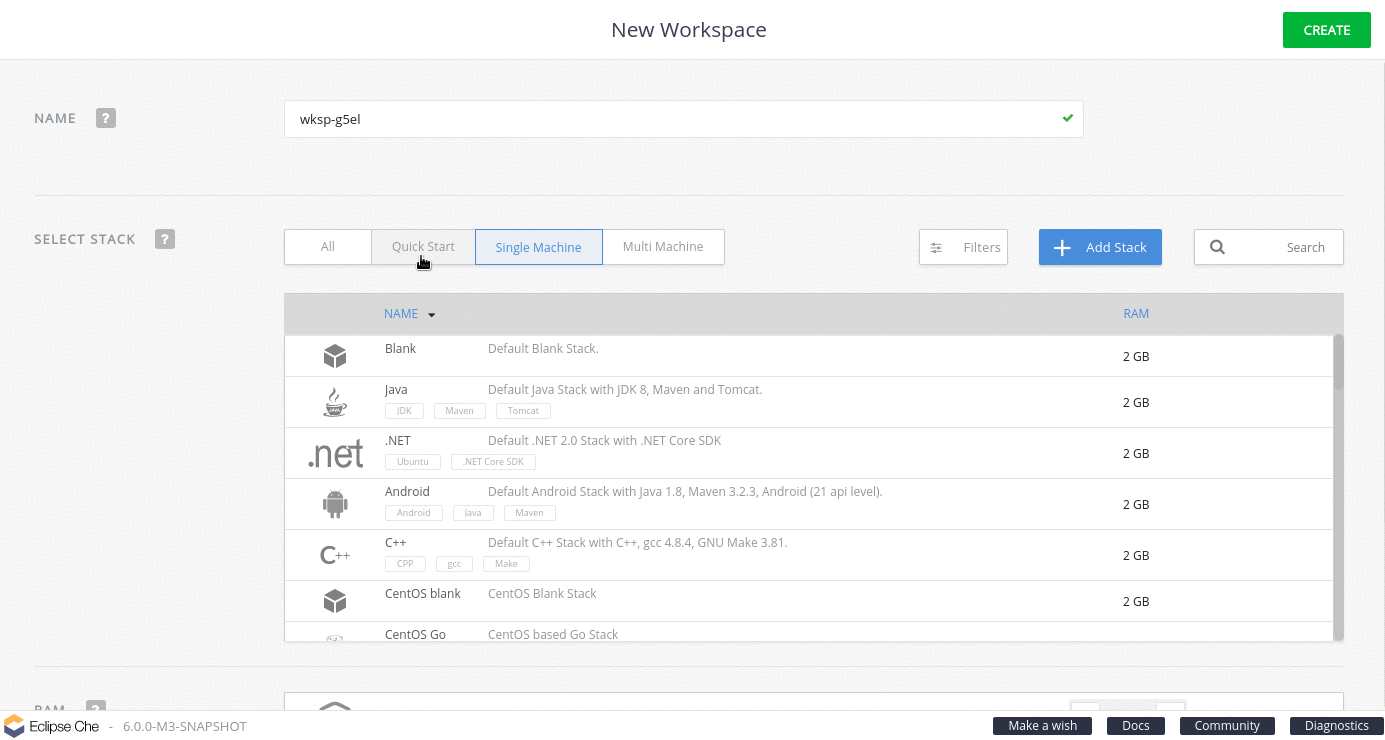 New Workspace
CREATE
NAME ?
wksp-g5el
SELECT STACK ?
All Quick Start Single Machine Multi Machine Filters Add Stack Search
NAME RAM
Blank Default Blank Stack. 2 GB
Java Default Java Stack with JDK 8, Maven and Tomcat. 2 GB
JAVA JDK Maven Tomcat
.net .NET Default .NET 2.0 Stack with .NET Core SDK 2 GB
Ubuntu .NET Core SDK
Android Default Android Stack with Java 1.8, Maven 3.2.3, Android (21 api level). 2 GB
Android Java Maven
C++ C++ Default C++ Stack with C++, gcc 4.8.4, GNU Make 3.81. 2 GB
CPP gcc Make
CentOS blank CentOS Blank Stack 2 GB
CentOS Go CentOS based Go Stack
RAM ?
Eclipse Che - 6.0.0-M3-SNAPSHOT Make a wish Docs Community Diagnostics